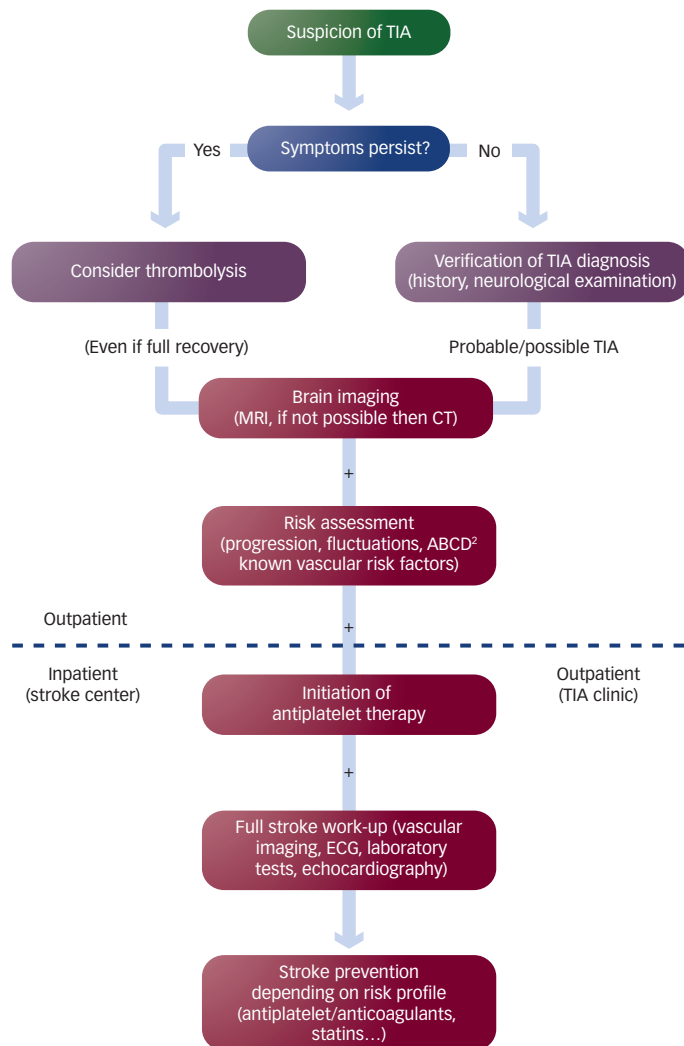 Suspicion of TIA
Symptoms persist?
Yes
No
Consider thrombolysis
Verification of TIA diagnosis
(history, neurological examination)
(Even if full recovery)
Probable/possible TIA
Brain imaging
(MRI, if not possible then CT)
+
Risk assessment
(progression, fluctuations, ABCD²
known vascular risk factors)
Outpatient
+
Inpatient
(stroke center)
Outpatient
(TIA clinic)
Initiation of
antiplatelet therapy
+
Full stroke work-up (vascular
imaging, ECG, laboratory
tests, echocardiography)
Stroke prevention
depending on risk profile
(antiplatelet/anticoagulants,
statins…)